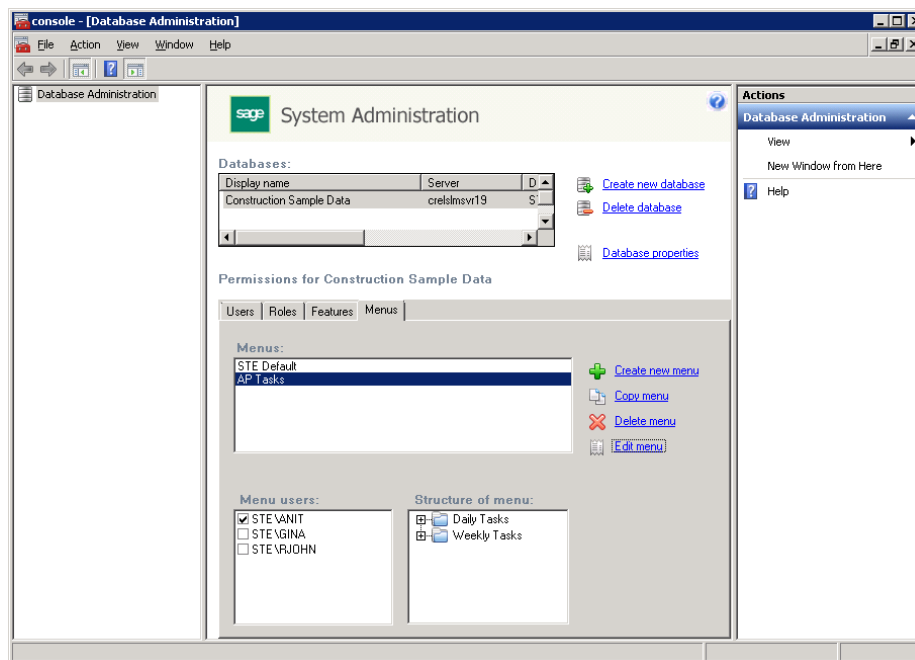 console - [Database Administration]
File Action View Window Help
Database Administration
sage System Administration
Databases:
Display name Server D
Construction Sample Data crelslmsvr19
Create new database
Delete database
Database properties
Permissions for Construction Sample Data
Users Roles Features Menus
Menus:
STE Default
AP Tasks
Create new menu
Copy menu
Delete menu
Edit menu
Menu users:
STE\ANIT
STE\GINA
STE\RJOHN
Structure of menu:
Daily Tasks
Weekly Tasks
Actions
Database Administration
View
New Window from Here
Help